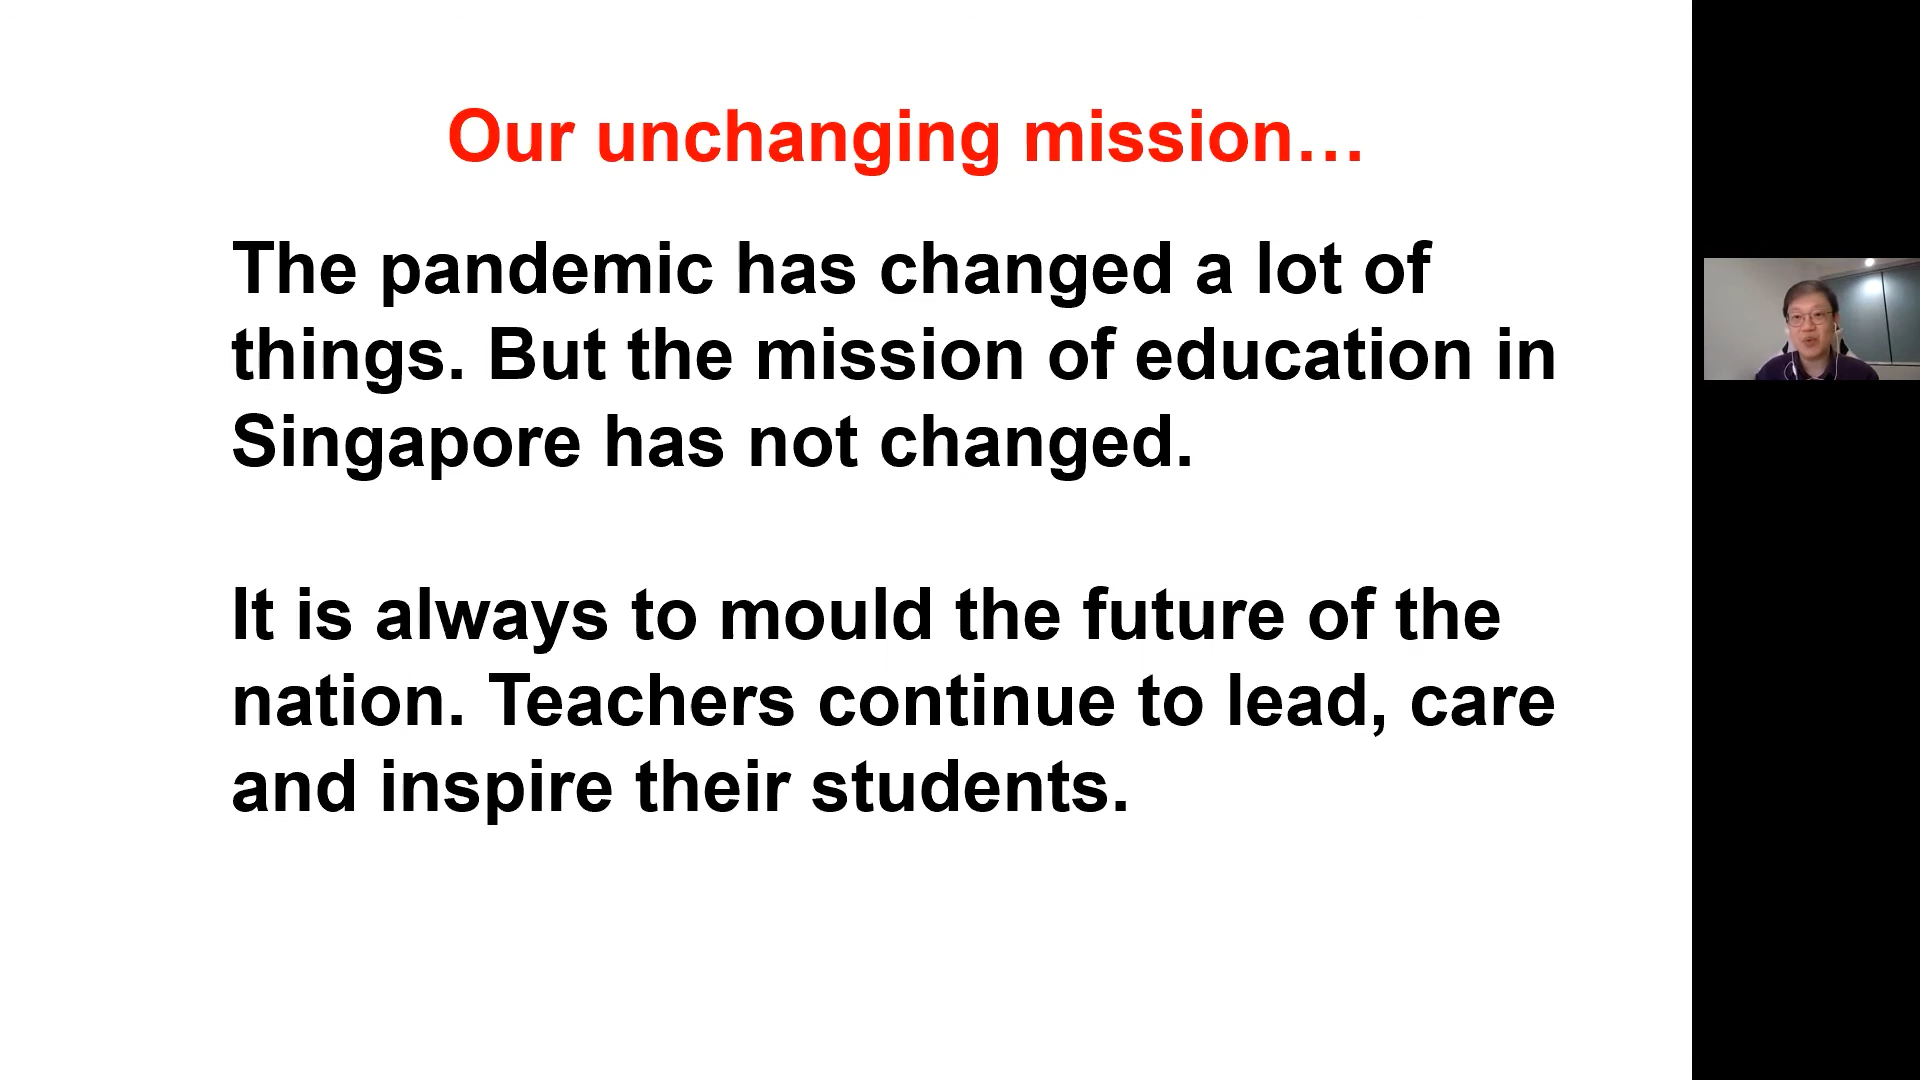 Our unchanging mission…
The pandemic has changed a lot of
things. But the mission of education in
Singapore has not changed.
It is always to mould the future of the
nation. Teachers continue to lead, care
and inspire their students.